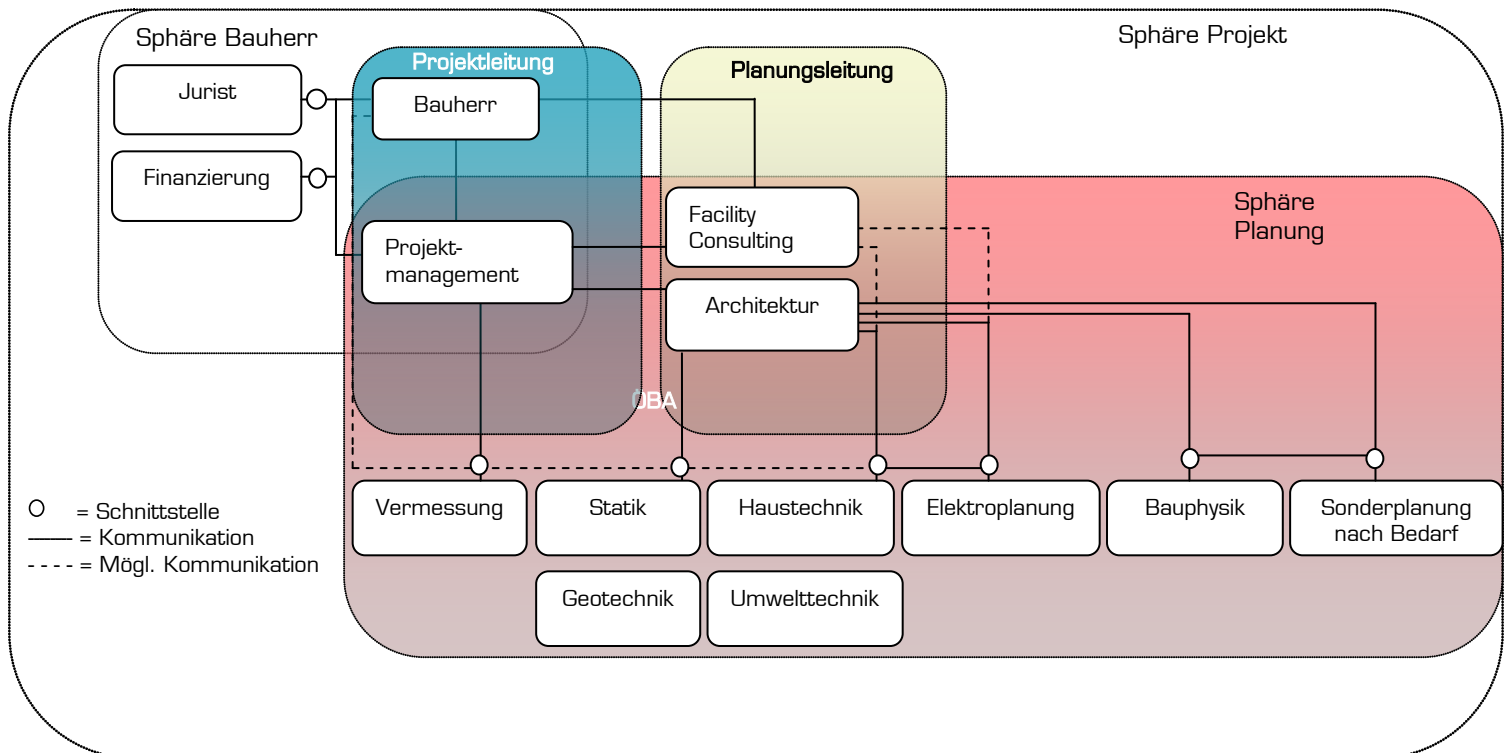 Sphäre Bauherr
Sphäre Projekt
Projektleitung
Planungsleitung
Jurist
Bauherr
Finanzierung
Sphäre
Planung
Facility
Consulting
Projekt-
management
Architektur
ÖBA
Vermessung
Statik
Haustechnik
Elektroplanung
Bauphysik
Sonderplanung
nach Bedarf
= Schnittstelle
= Kommunikation
- - - - = Mögl. Kommunikation
Geotechnik
Umwelttechnik